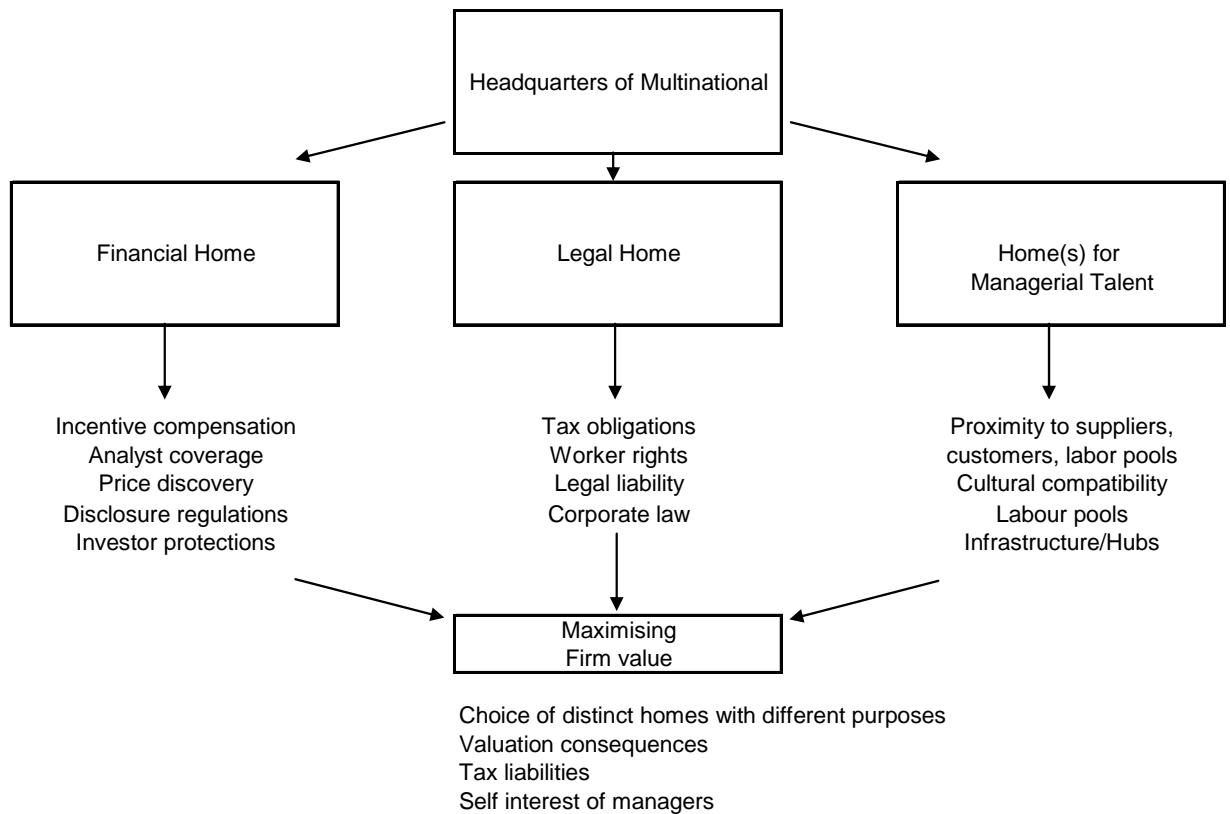 Headquarters of Multinational
Financial Home
Legal Home
Home(s) for
Managerial Talent
Incentive compensation
Analyst coverage
Price discovery
Disclosure regulations
Investor protections
Tax obligations
Worker rights
Legal liability
Corporate law
Proximity to suppliers,
customers, labor pools
Cultural compatibility
Labour pools
Infrastructure/Hubs
Maximising
Firm value
Choice of distinct homes with different purposes
Valuation consequences
Tax liabilities
Self interest of managers